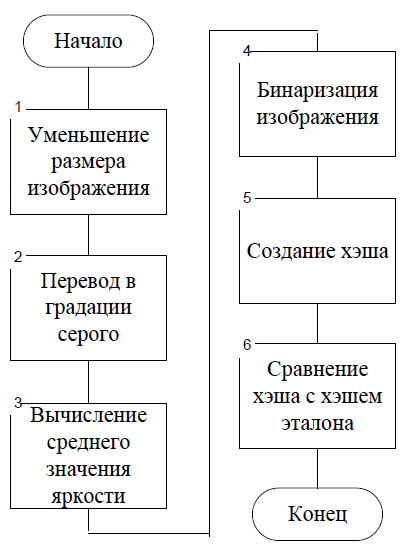 Начало
1
Уменьшение
размера
изображения
2
Перевод в
градации
серого
3
Вычисление
среднего
значения
яркости
4
Бинаризация
изображения
5
Создание хэша
6
Сравнение
хэша с хэшем
эталона
Конец